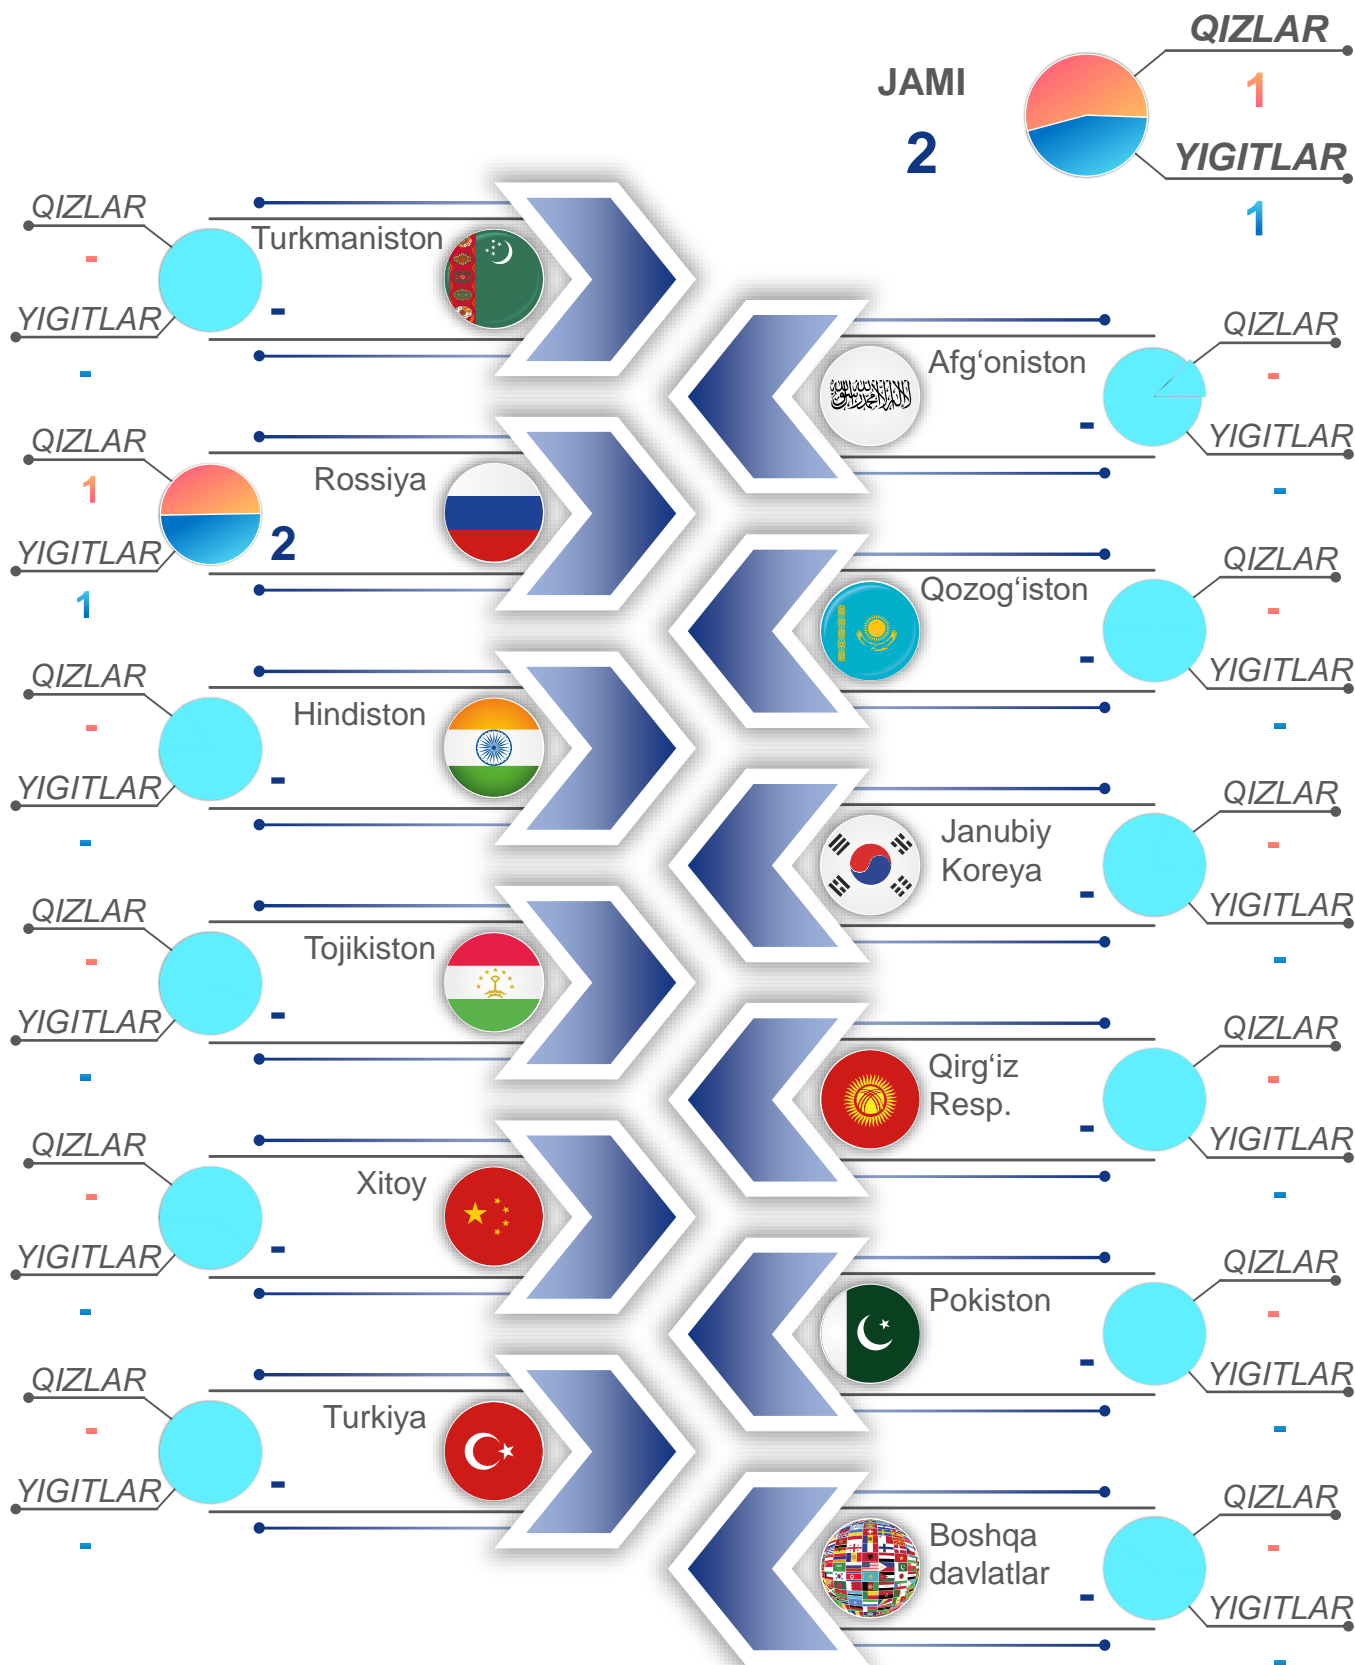 QIZLAR
JAMI
1
2
YIGITLAR
1
QIZLAR
Turkmaniston
-
-
YIGITLAR
-
QIZLAR
Afg‘oniston
-
-
YIGITLAR
-
QIZLAR
Rossiya
1
2
YIGITLAR
1
QIZLAR
Qozog‘iston
-
-
YIGITLAR
-
QIZLAR
Hindiston
-
-
YIGITLAR
-
QIZLAR
Janubiy
Koreya
-
-
YIGITLAR
-
QIZLAR
Tojikiston
-
-
YIGITLAR
-
QIZLAR
Qirg‘iz
Resp.
-
-
YIGITLAR
-
QIZLAR
Xitoy
-
-
YIGITLAR
-
QIZLAR
Pokiston
-
-
YIGITLAR
-
QIZLAR
Turkiya
-
-
YIGITLAR
-
QIZLAR
Boshqa
davlatlar
-
-
YIGITLAR
-